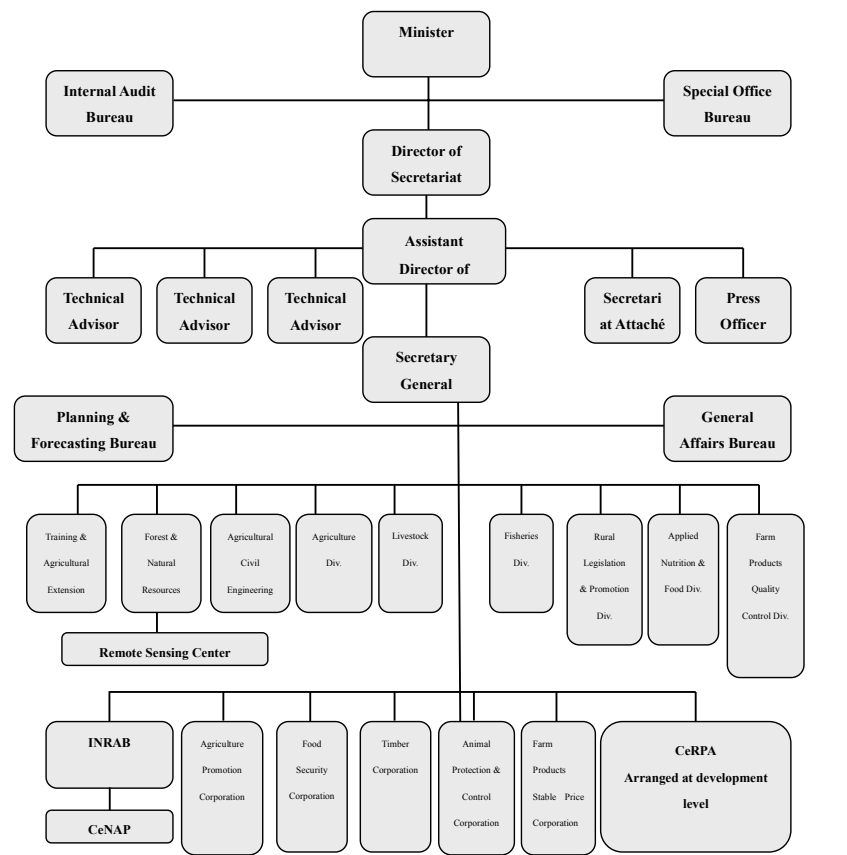 Minister
Internal Audit
Bureau
Special Office
Bureau
Director of
Secretariat
Assistant
Director of
Technical
Advisor
Technical
Advisor
Technical
Advisor
Secretari
at Attaché
Press
Officer
Secretary
General
Planning &
Forecasting Bureau
General
Affairs Bureau
Training &
Agricultural
Extension
Forest &
Natural
Resources
Agricultural
Civil
Engineering
Agriculture
Div.
Livestock
Div.
Fisheries
Div.
Rural
Legislation
& Promotion
Div.
Applied
Nutrition &
Food Div.
Farm
Products
Quality
Control Div.
Remote Sensing Center
INRAB
CeNAP
Agriculture
Promotion
Corporation
Food
Security
Corporation
Timber
Corporation
Animal
Protection &
Control
Corporation
Farm
Products
Stable Price
Corporation
CeRPA
Arranged at development
level